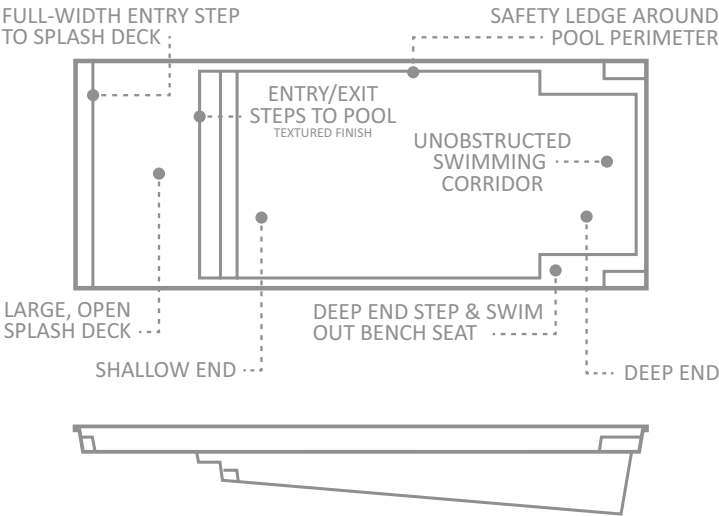 FULL-WIDTH ENTRY STEP
TO SPLASH DECK
SAFETY LEDGE AROUND
POOL PERIMETER
ENTRY/EXIT
STEPS TO POOL
TEXTURED FINISH
UNOBSTRUCTED
SWIMMING
CORRIDOR
LARGE, OPEN
SPLASH DECK
DEEP END STEP & SWIM
OUT BENCH SEAT
SHALLOW END
DEEP END